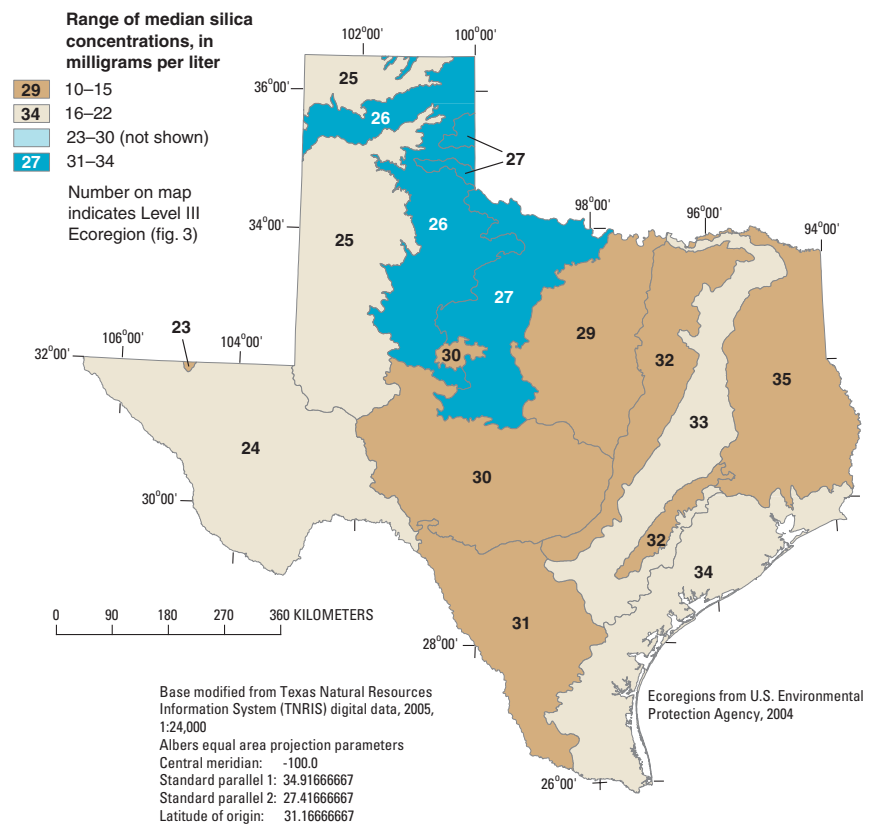 Range of median silica
concentrations, in
milligrams per liter
29 10–15
34 16–22
23–30 (not shown)
27 31–34
Number on map
indicates Level III
Ecoregion (fig. 3)
102°00'
100°00'
36°00'
25
26
27
34°00'
98°00'
96°00'
94°00'
25
26
27
23
106°00'
104°00'
32°00'
30
29
32
35
33
24
30
30°00'
32
34
31
0 90 180 270 360 KILOMETERS
28°00'
26°00'
Base modified from Texas Natural Resources
Information System (TNRIS) digital data, 2005,
1:24,000
Albers equal area projection parameters
Central meridian: -100.0
Standard parallel 1: 34.91666667
Standard parallel 2: 27.41666667
Latitude of origin: 31.16666667
Ecoregions from U.S. Environmental
Protection Agency, 2004